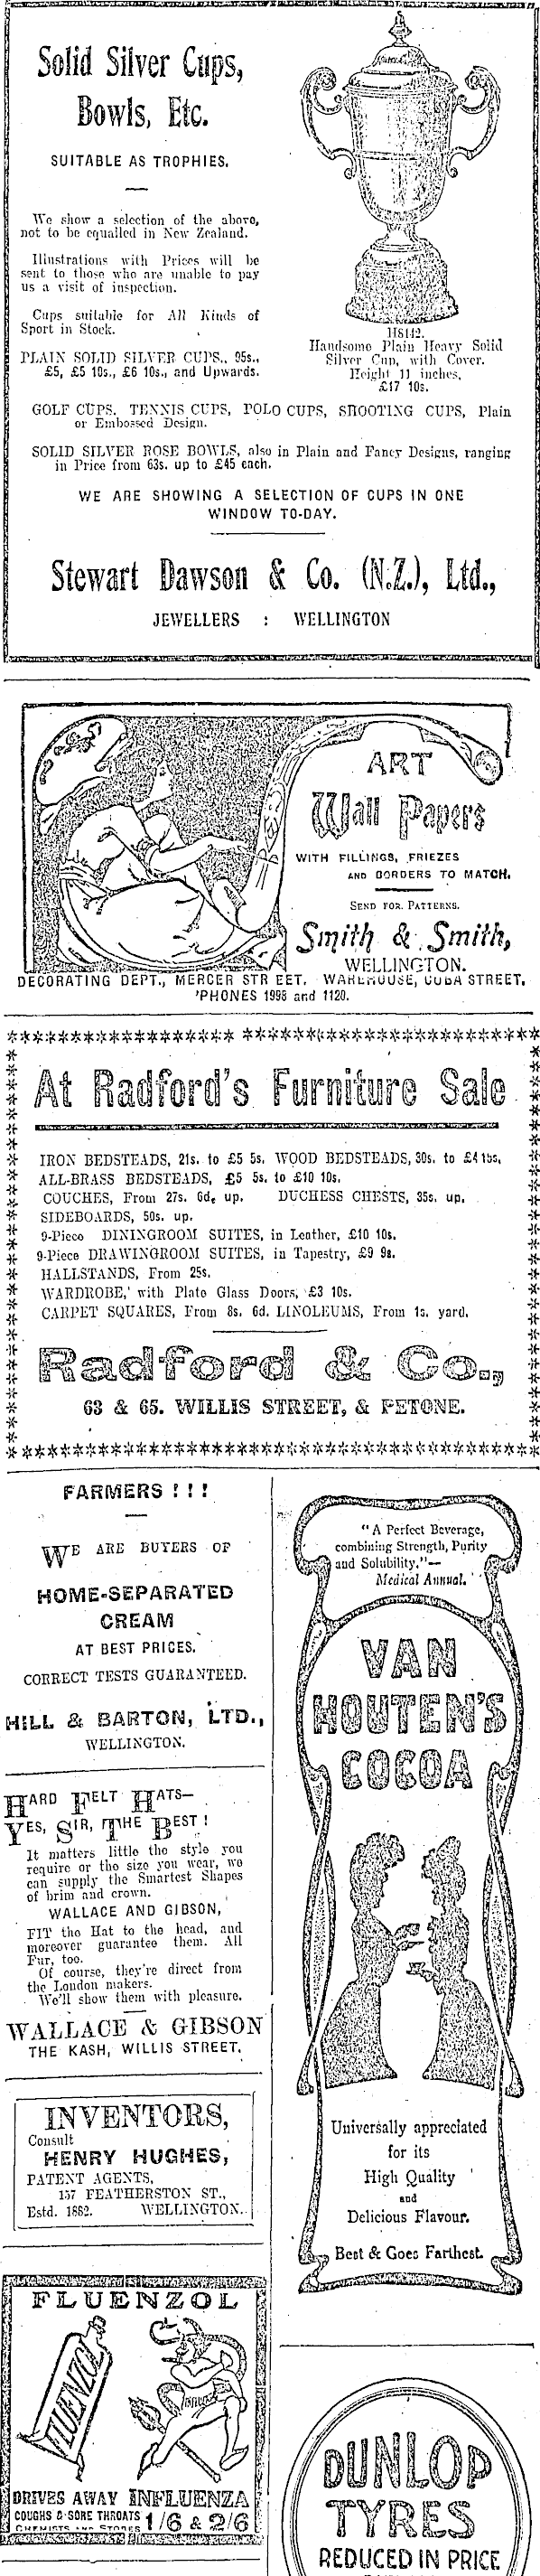 Solid Silver Cups,
Bowls, Etc.
SUITABLE AS TROPHIES.
We show a selection of the above,
not to be equalled in New Zealand.
Illustrations with Prices will be
sent to those who are unable to pay
us a visit of inspection.
Cups suitable for All Kinds of
Sport in Stock.
PLAIN SOLID SILVER CUPS., 95s.,
£5, £5 10s., £6 10s., and Upwards.
H8142.
Handsome Plain Heavy Solid
Silver Cup, with Cover.
Height 11 inches,
£17 10s.
GOLF CUPS. TENNIS CUPS, POLO CUPS, SHOOTING CUPS, Plain
or Embossed Design.
SOLID SILVER ROSE BOWLS, also in Plain and Fancy Designs, ranging
in Price from 63s. up to £45 each.
WE ARE SHOWING A SELECTION OF CUPS IN ONE
WINDOW TO-DAY.
Stewart Dawson & Co. (N.Z.), Ltd.,
JEWELLERS : WELLINGTON
ART
Wall Papers
WITH FILLINGS, FRIEZES
AND BORDERS TO MATCH.
SEND FOR PATTERNS.
Smith & Smith,
WELLINGTON.
DECORATING DEPT., MERCER STREET. WAREHOUSE, CUBA STREET.
'PHONES 1998 and 1120.
At Radford's Furniture Sale
IRON BEDSTEADS, 21s. to £5 5s. WOOD BEDSTEADS, 30s. to £4 15s.
ALL-BRASS BEDSTEADS, £5 5s. to £10 10s.
COUCHES, From 27s. 6d. up. DUCHESS CHESTS, 35s. up.
SIDEBOARDS, 50s. up.
9-Piece DININGROOM SUITES, in Leather, £10 10s.
9-Piece DRAWINGROOM SUITES, in Tapestry, £9 9s.
HALLSTANDS, From 25s.
WARDROBE, with Plate Glass Doors, £3 10s.
CARPET SQUARES, From 8s. 6d. LINOLEUMS, From 1s. yard.
Radford & Co.,
63 & 65. WILLIS STREET, & PETONE.
FARMERS ! ! !
WE ARE BUYERS OF
HOME-SEPARATED
CREAM
AT BEST PRICES.
CORRECT TESTS GUARANTEED.
HILL & BARTON, LTD.,
WELLINGTON.
HARD FELT HATS—
YES, SIR, THE BEST !
It matters little the style you
require or the size you wear, we
can supply the Smartest Shapes
of brim and crown.
WALLACE AND GIBSON,
FIT the Hat to the head, and
moreover guarantee them. All
Fur, too.
Of course, they're direct from
the London makers.
We'll show them with pleasure.
WALLACE & GIBSON
THE KASH, WILLIS STREET.
INVENTORS,
Consult
HENRY HUGHES,
PATENT AGENTS,
157 FEATHERSTON ST.,
Estd. 1882. WELLINGTON.
FLUENZOL
FLUENZOL
DRIVES AWAY INFLUENZA
COUGHS & SORE THROATS
CHEMISTS AND STORES
1/6 & 2/6
"A Perfect Beverage,
combining Strength, Purity
and Solubility."—
Medical Annual.
VAN
HOUTEN'S
COCOA
Universally appreciated
for its
High Quality
and
Delicious Flavour.
Best & Goes Farthest.
DUNLOP
TYRES
REDUCED IN PRICE